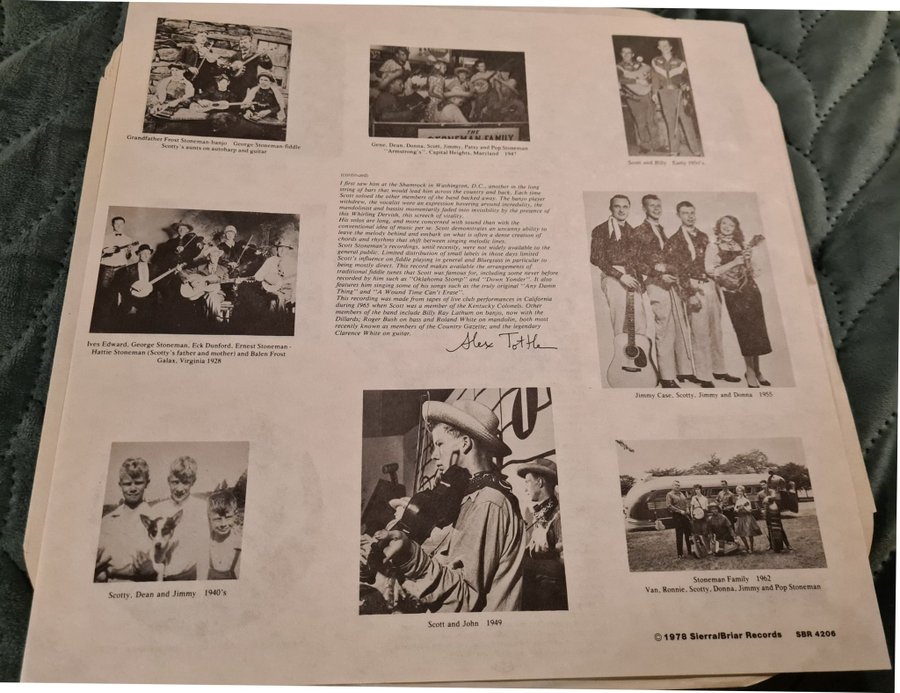 Grandfather Frost Stoneman-banjo George Stoneman-fiddle
Scotty's aunts on autoharp and guitar
THE
STONEMAN FAMILY
Gene, Dean, Donna, Scott, Jimmy, Patsy and Pop Stoneman
"Armstrong's", Capital Heights, Maryland 1947
Scott and Billy Early 1950's
(continued)
I first saw him at the Shamrock in Washington, D.C., another in the long
string of bars that would lead him across the country and back. Each time
Scott soloed the other members of the band backed away. The banjo player
withdrew, the vocalist wore an expression hovering around incredulity, the
mandolinist and bassist momentarily faded into invisibility by the presence of
this Whirling Dervish, this screech of vitality.
His solos are long, and more concerned with sound than with the
conventional idea of music per se. Scott demonstrates an uncanny ability to
leave the melody behind and embark on what is often a dense creation of
chords and rhythms that shift between singing melodic lines.
Scott Stoneman's recordings, until recently, were not widely available to the
general public. Limited distribution of small labels in those days limited
Scott's influence on fiddle playing in general and Bluegrass in particular to
being mostly direct. This record makes available the arrangements of
traditional fiddle tunes that Scott was famous for, including some never before
recorded by him such as "Oklahoma Stomp" and "Down Yonder". It also
features him singing some of his songs such as the truly original "Any Damn
Thing" and "A Wound Time Can't Erase".
This recording was made from tapes of live club performances in California
during 1965 when Scott was a member of the Kentucky Colonels. Other
members of the band include Billy Ray Lathum on banjo, now with the
Dillards; Roger Bush on bass and Roland White on mandolin, both most
recently known as members of the Country Gazette; and the legendary
Clarence White on guitar.
Alex Tottle
Ives Edward, George Stoneman, Eck Dunford, Ernest Stoneman -
Hattie Stoneman (Scotty's father and mother) and Balen Frost
Galax, Virginia 1928
Jimmy Case, Scotty, Jimmy and Donna 1955
Scotty, Dean and Jimmy 1940's
Scott and John 1949
Stoneman Family 1962
Van, Ronnie, Scotty, Donna, Jimmy and Pop Stoneman
© 1978 Sierra/Briar Records SBR 4206